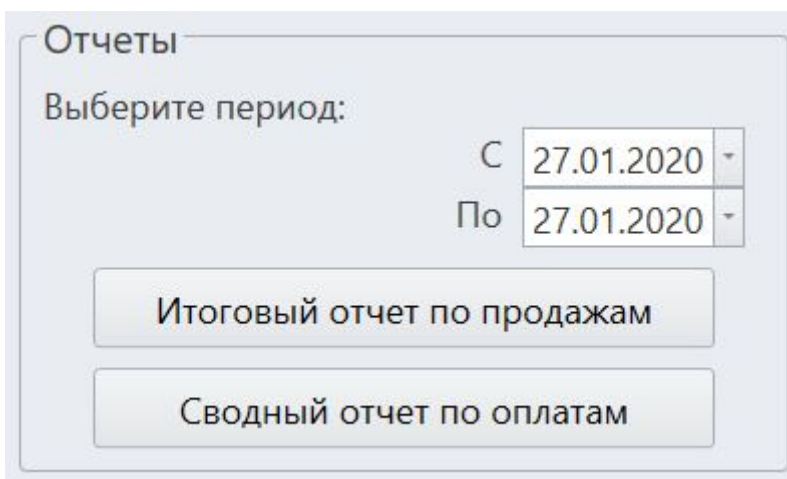 Отчеты
Выберите период:
С 27.01.2020
По 27.01.2020
Итоговый отчет по продажам
Сводный отчет по оплатам